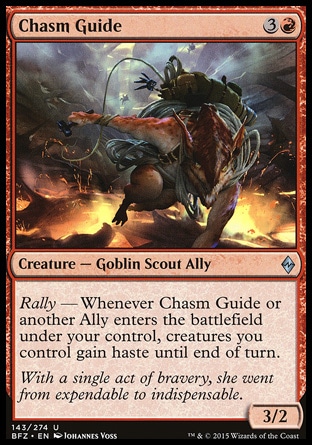 Chasm Guide 3
Creature — Goblin Scout Ally
Rally — Whenever Chasm Guide or
another Ally enters the battlefield
under your control, creatures you
control gain haste until end of turn.
With a single act of bravery, she went
from expendable to indispensable.
3/2
143/274 U
BFZ • EN Johannes Voss ™ & © 2015 Wizards of the Coast